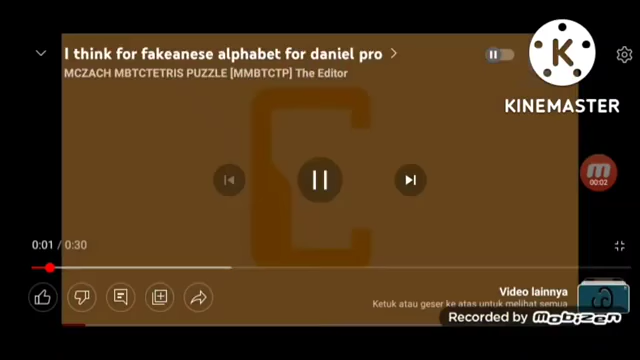 I think for fakeanese alphabet for daniel pro
MCZACH MBTCTETRIS PUZZLE [MMBTCTP] The Editor
K
KINEMASTER
00:02
0:01 / 0:30
Video lainnya
Ketuk atau geser ke atas untuk melihat semua
Recorded by MOBIZEN